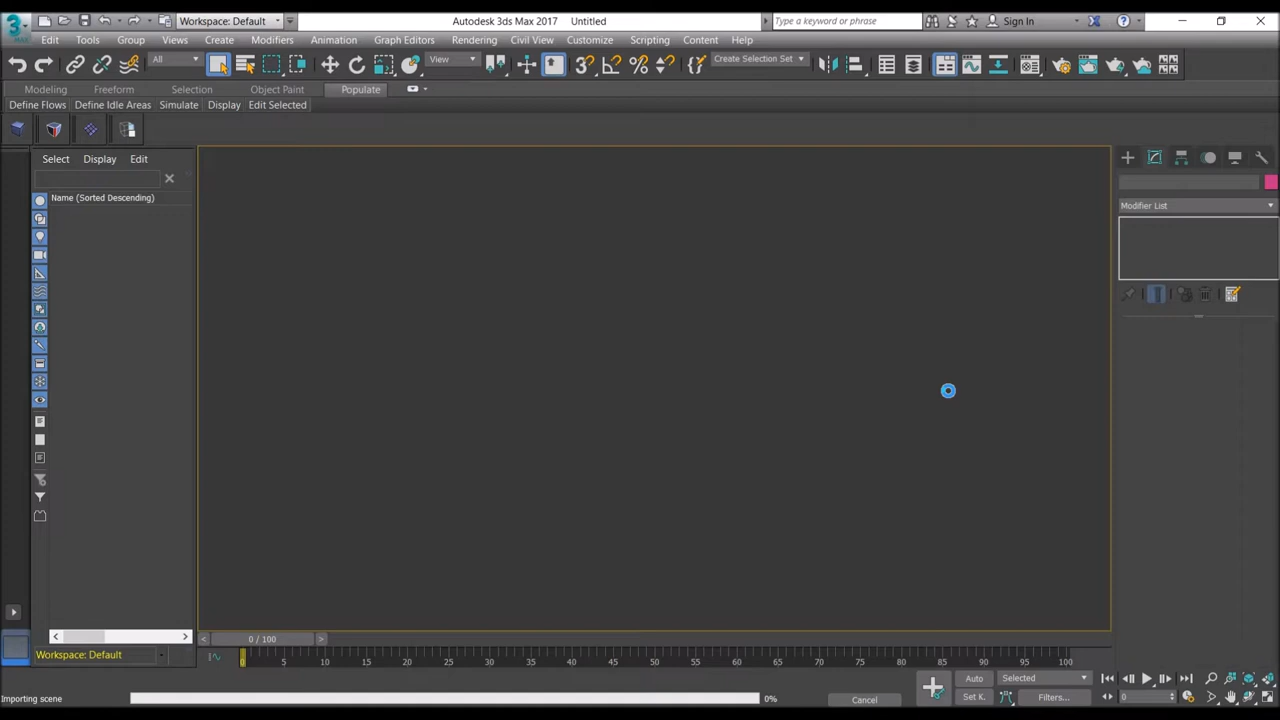 Workspace: Default
Autodesk 3ds Max 2017 Untitled
Type a keyword or phrase
Sign In
Edit Tools Group Views Create Modifiers Animation Graph Editors Rendering Civil View Customize Scripting Content Help
All
View
Create Selection Set
Modeling Freeform Selection Object Paint Populate
Define Flows Define Idle Areas Simulate Display Edit Selected
Select Display Edit
Name (Sorted Descending)
Modifier List
0 / 100
Workspace: Default
0 5 10 15 20 25 30 35 40 45 50 55 60 65 70 75 80 85 90 95 100
Auto Selected
Importing scene 0% Cancel
Set K. Filters... 0